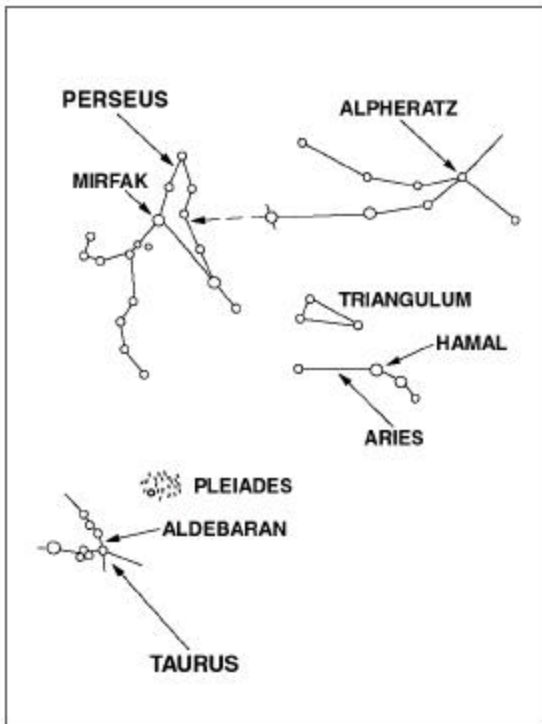 PERSEUS
ALPHERATZ
MIRFAK
TRIANGULUM
HAMAL
ARIES
PLEIADES
ALDEBARAN
TAURUS